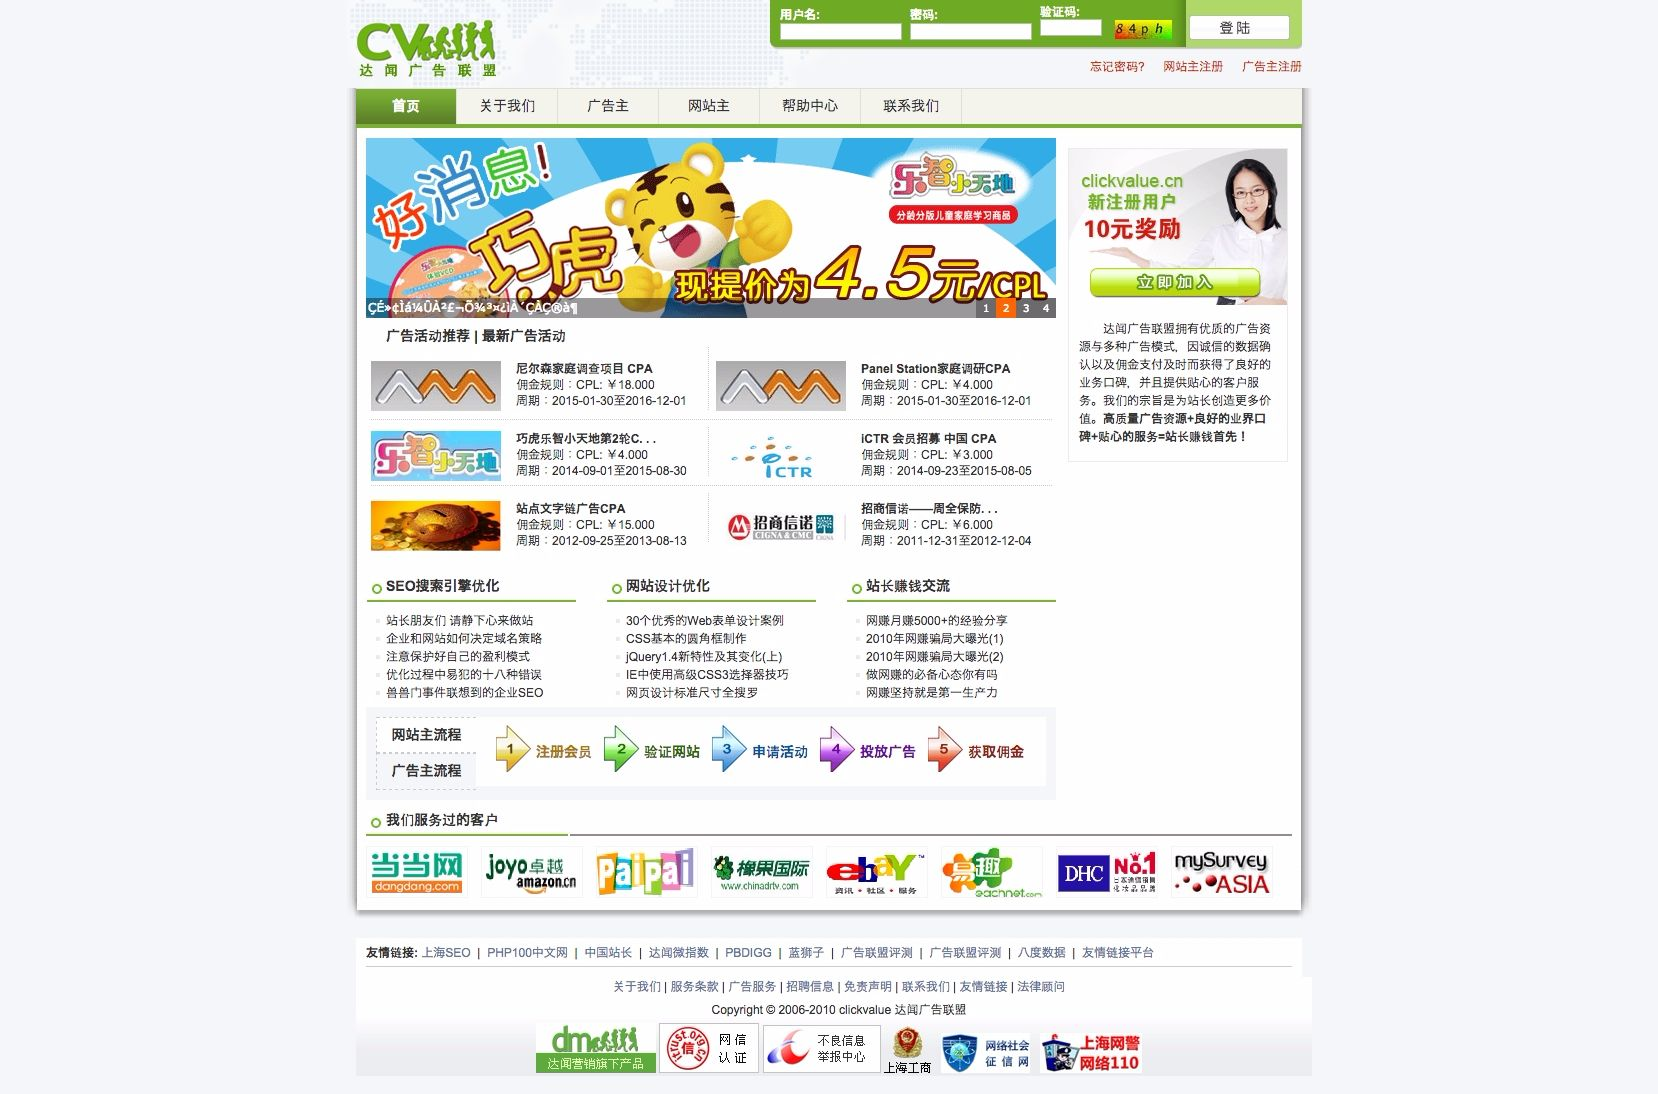 用户名:
密码:
验证码:
84ph
登陆
CV
达闻广告联盟
忘记密码?
网站主注册
广告主注册
首页
关于我们
广告主
网站主
帮助中心
联系我们
好消息!
乐智小天地
分龄分版儿童家庭学习商品
巧虎
现提价为4.5元/CPL
1 2 3 4
clickvalue.cn
新注册用户
10元奖励
立即加入
达闻广告联盟拥有优质的广告资
源与多种广告模式，因诚信的数据确
认以及佣金支付及时而获得了良好的
业务口碑，并且提供贴心的客户服
务。我们的宗旨是为站长创造更多价
值。高质量广告资源+良好的业界口
碑+贴心的服务=站长赚钱首先！
广告活动推荐 | 最新广告活动
尼尔森家庭调查项目 CPA
佣金规则：CPL: ￥18.000
周期：2015-01-30至2016-12-01
Panel Station家庭调研CPA
佣金规则：CPL: ￥4.000
周期：2015-01-30至2016-12-01
乐智小天地
巧虎乐智小天地第2轮C. . .
佣金规则：CPL: ￥4.000
周期：2014-09-01至2015-08-30
iCTR
iCTR 会员招募 中国 CPA
佣金规则：CPL: ￥3.000
周期：2014-09-23至2015-08-05
站点文字链广告CPA
佣金规则：CPL: ￥15.000
周期：2012-09-25至2013-08-13
招商信诺
CIGNA & CMC
CIGNA
招商信诺——周全保防. . .
佣金规则：CPL: ￥6.000
周期：2011-12-31至2012-12-04
SEO搜索引擎优化
站长朋友们 请静下心来做站
企业和网站如何决定域名策略
注意保护好自己的盈利模式
优化过程中易犯的十八种错误
兽兽门事件联想到的企业SEO
网站设计优化
30个优秀的Web表单设计案例
CSS基本的圆角框制作
jQuery1.4新特性及其变化(上)
IE中使用高级CSS3选择器技巧
网页设计标准尺寸全搜罗
站长赚钱交流
网赚月赚5000+的经验分享
2010年网赚骗局大曝光(1)
2010年网赚骗局大曝光(2)
做网赚的必备心态你有吗
网赚坚持就是第一生产力
网站主流程
广告主流程
1 注册会员
2 验证网站
3 申请活动
4 投放广告
5 获取佣金
我们服务过的客户
当当网
dangdang.com
joyo卓越
amazon.cn
PaiPai
橡果国际
www.chinadrtv.com
ebaY™
资讯 • 社区 • 服务
易趣
eachnet.com
DHC
No.1
mySurvey
ASIA
友情链接: 上海SEO | PHP100中文网 | 中国站长 | 达闻微指数 | PBDIGG | 蓝狮子 | 广告联盟评测 | 广告联盟评测 | 八度数据 | 友情链接平台
关于我们 | 服务条款 | 广告服务 | 招聘信息 | 免责声明 | 联系我们 | 友情链接 | 法律顾问
Copyright © 2006-2010 clickvalue 达闻广告联盟
dm
达闻营销旗下产品
itrust.org.cn
信
网信
认证
不良信息
举报中心
上海工商
网络社会
征信网
上海网警
网络110